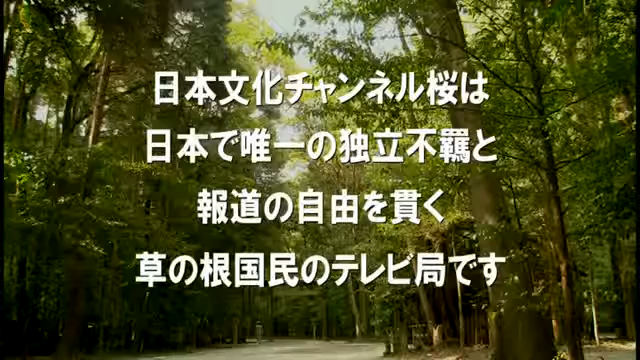 日本文化チャンネル桜は
日本で唯一の独立不羈と
報道の自由を貫く
草の根国民のテレビ局です